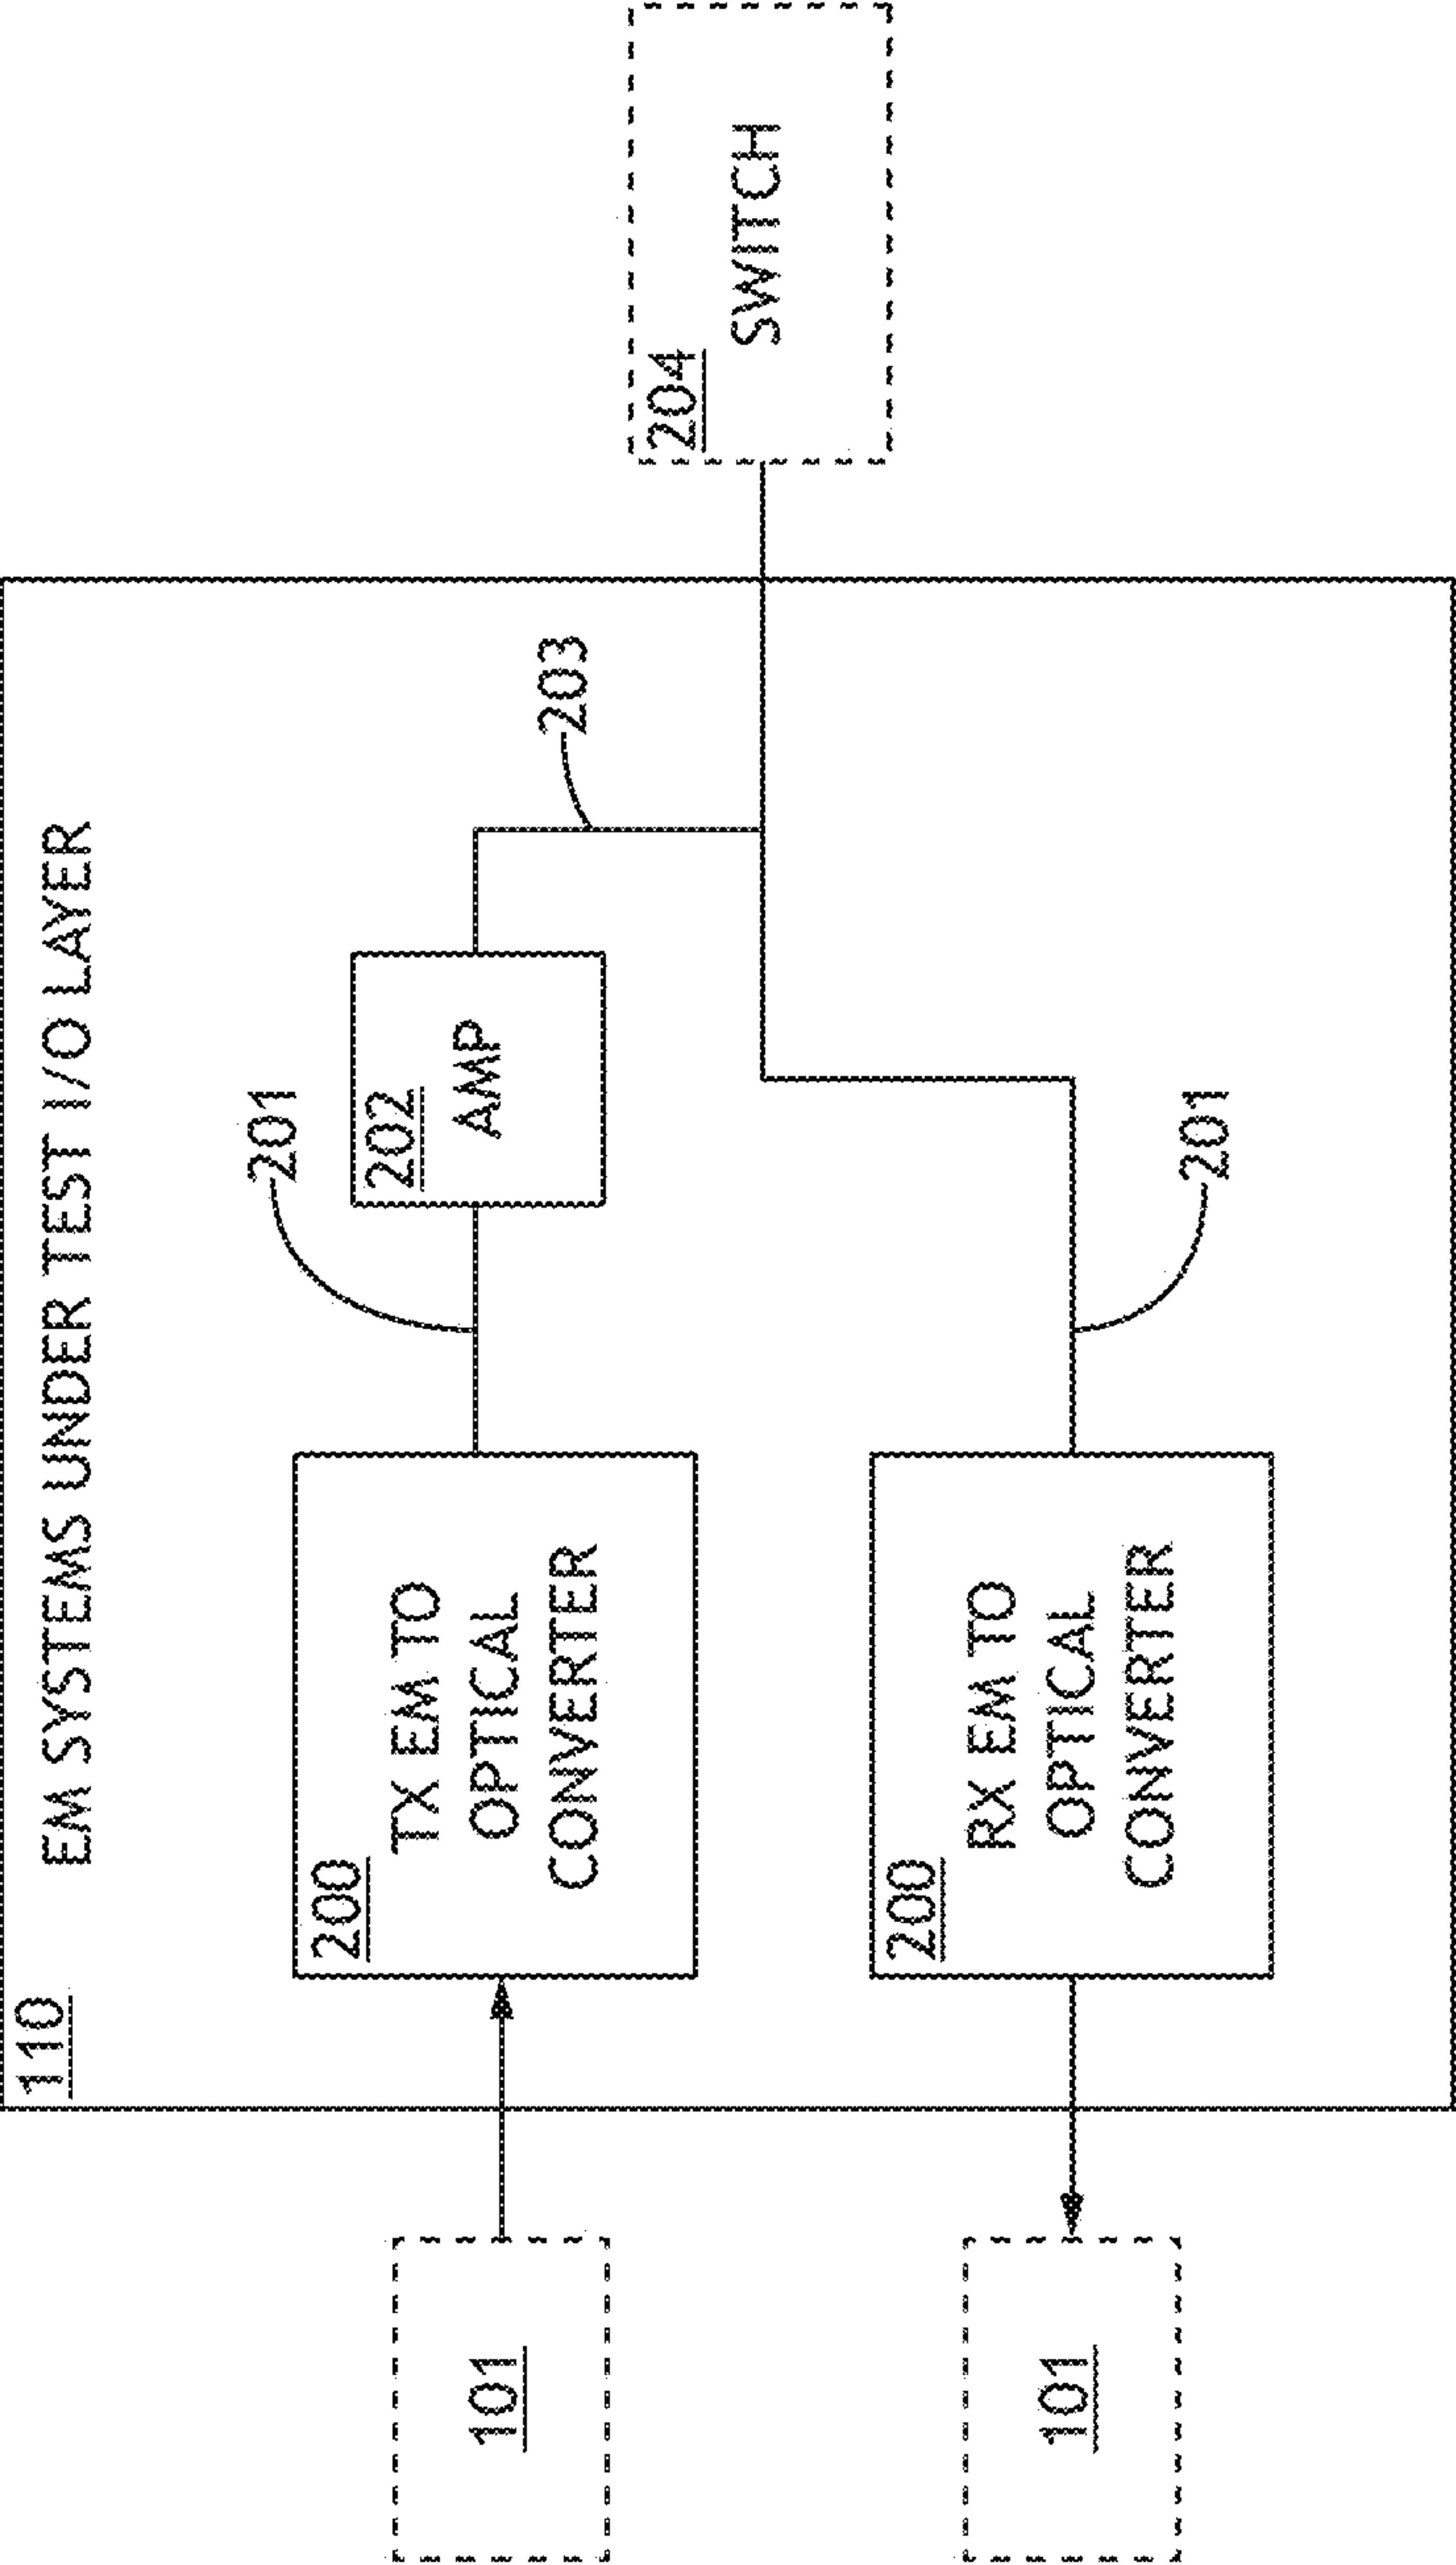 110
EM SYSTEMS UNDER TEST I/O LAYER
201
203
200
TX EM TO
OPTICAL
CONVERTER
202
AMP
101
204
SWITCH
200
RX EM TO
OPTICAL
CONVERTER
101
201